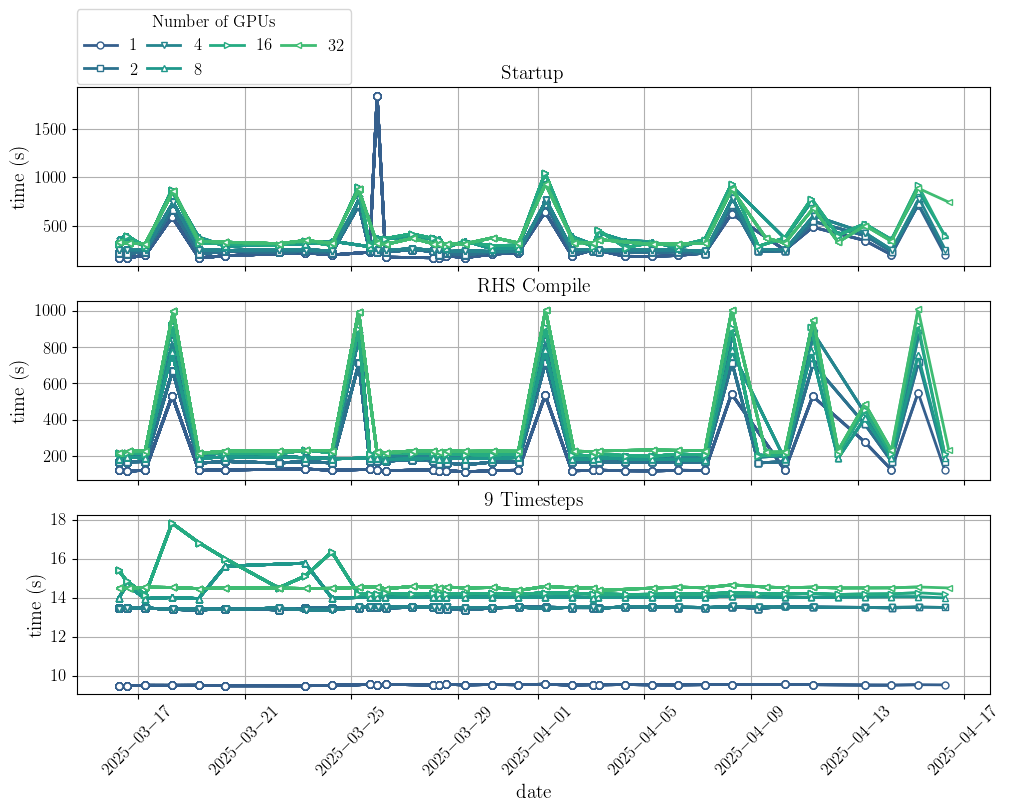 Number of GPUs
1 4 16 32
2 8
Startup
time (s)
1500
1000
500
RHS Compile
time (s)
1000
800
600
400
200
9 Timesteps
time (s)
18
16
14
12
10
2025−03−17 2025−03−21 2025−03−25 2025−03−29 2025−04−01 2025−04−05 2025−04−09 2025−04−13 2025−04−17
date